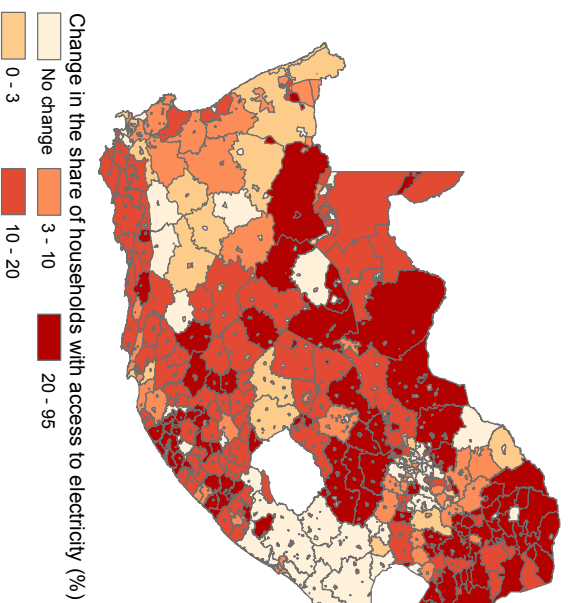 Change in the share of households with access to electricity (%)
No change
3 - 10
20 - 95
0 - 3
10 - 20